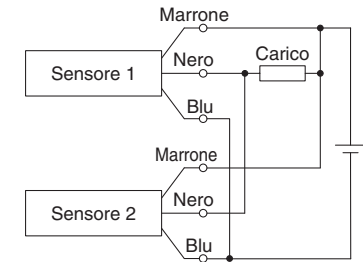 Marrone
Carico
Sensore 1
Nero
Blu
Marrone
Sensore 2
Nero
Blu